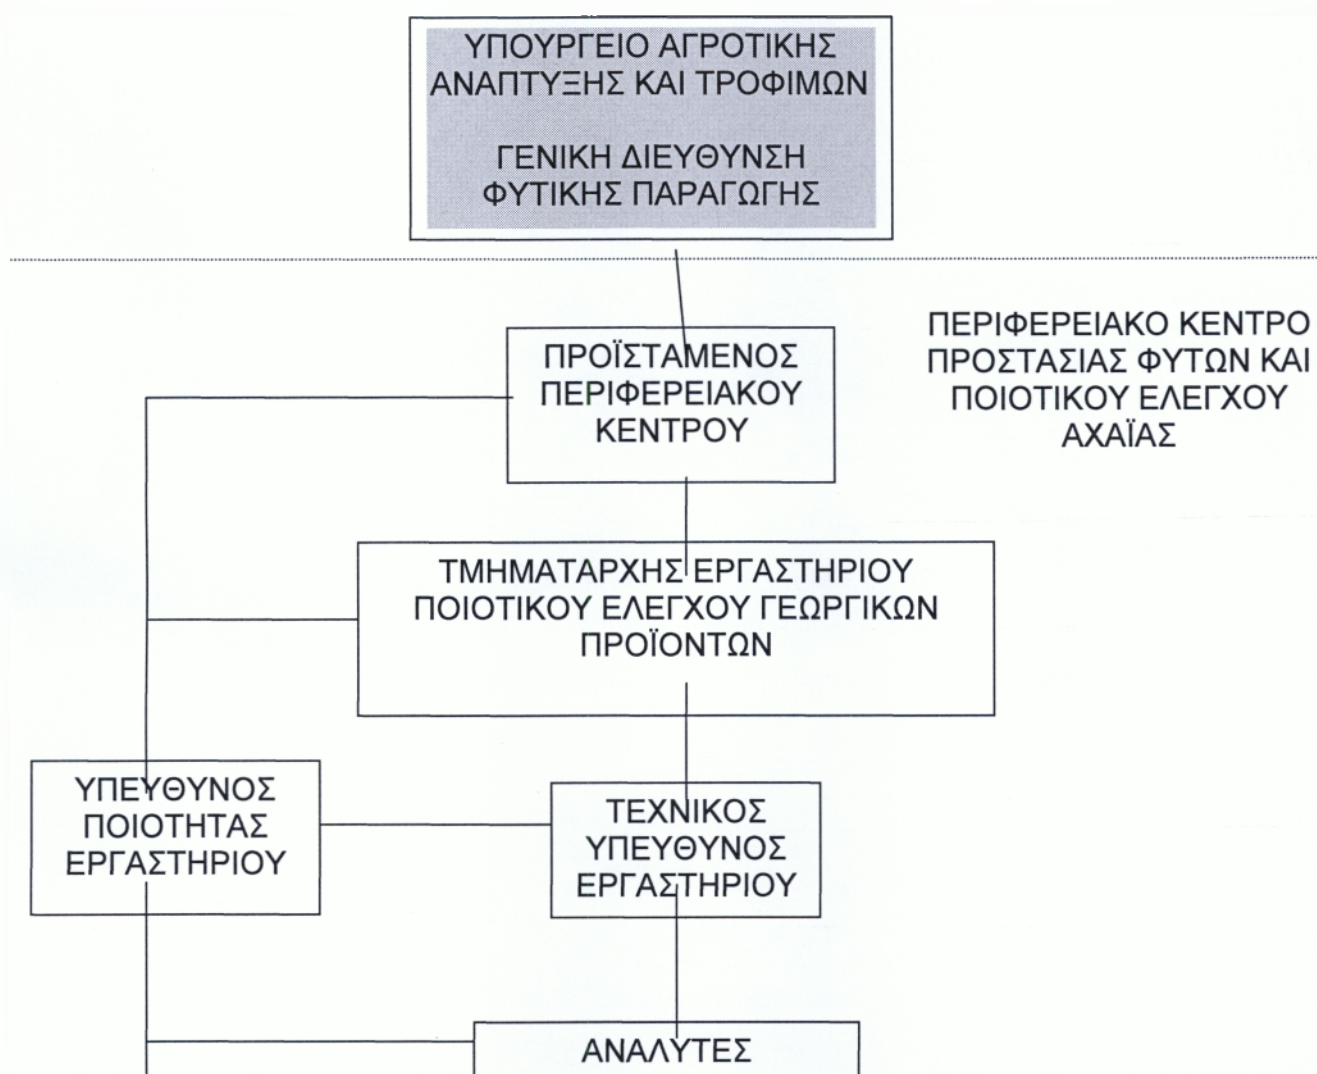 ΥΠΟΥΡΓΕΙΟ ΑΓΡΟΤΙΚΗΣ
ΑΝΑΠΤΥΞΗΣ ΚΑΙ ΤΡΟΦΙΜΩΝ
ΓΕΝΙΚΗ ΔΙΕΥΘΥΝΣΗ
ΦΥΤΙΚΗΣ ΠΑΡΑΓΩΓΗΣ
ΠΕΡΙΦΕΡΕΙΑΚΟ ΚΕΝΤΡΟ
ΠΡΟΣΤΑΣΙΑΣ ΦΥΤΩΝ ΚΑΙ
ΠΟΙΟΤΙΚΟΥ ΕΛΕΓΧΟΥ
ΑΧΑΪΑΣ
ΠΡΟΪΣΤΑΜΕΝΟΣ
ΠΕΡΙΦΕΡΕΙΑΚΟΥ
ΚΕΝΤΡΟΥ
ΤΜΗΜΑΤΑΡΧΗΣ ΕΡΓΑΣΤΗΡΙΟΥ
ΠΟΙΟΤΙΚΟΥ ΕΛΕΓΧΟΥ ΓΕΩΡΓΙΚΩΝ
ΠΡΟΪΟΝΤΩΝ
ΥΠΕΥΘΥΝΟΣ
ΠΟΙΟΤΗΤΑΣ
ΕΡΓΑΣΤΗΡΙΟΥ
ΤΕΧΝΙΚΟΣ
ΥΠΕΥΘΥΝΟΣ
ΕΡΓΑΣΤΗΡΙΟΥ
ΑΝΑΛΥΤΕΣ